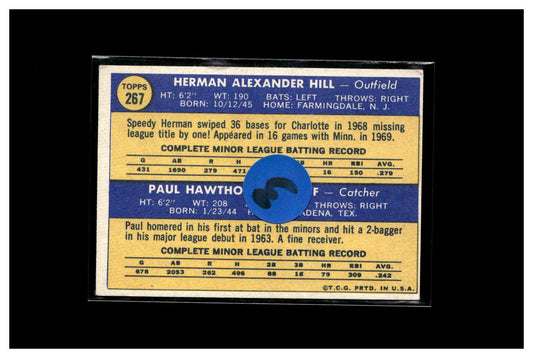 TOPPS
267
HERMAN ALEXANDER HILL — Outfield
HT: 6'2" WT: 190 BATS: LEFT THROWS: RIGHT
BORN: 10/12/45 HOME: FARMINGDALE, N. J.
Speedy Herman swiped 36 bases for Charlotte in 1968 missing
league title by one! Appeared in 16 games with Minn. in 1969.
COMPLETE MINOR LEAGUE BATTING RECORD
G AB R H HR RBI AVG.
431 1690 279 471 16 150 .279
PAUL HAWTHO F — Catcher
HT: 6'2" WT: 208 THROWS: RIGHT
BORN: 1/23/44 ADENA, TEX.
Paul homered in his first at bat in the minors and hit a 2-bagger
in his major league debut in 1963. A fine receiver.
COMPLETE MINOR LEAGUE BATTING RECORD
G AB R H 2B 3B HR RBI AVG.
678 2053 262 496 88 16 79 309 .242
©T.C.G. PRTD. IN U.S.A.